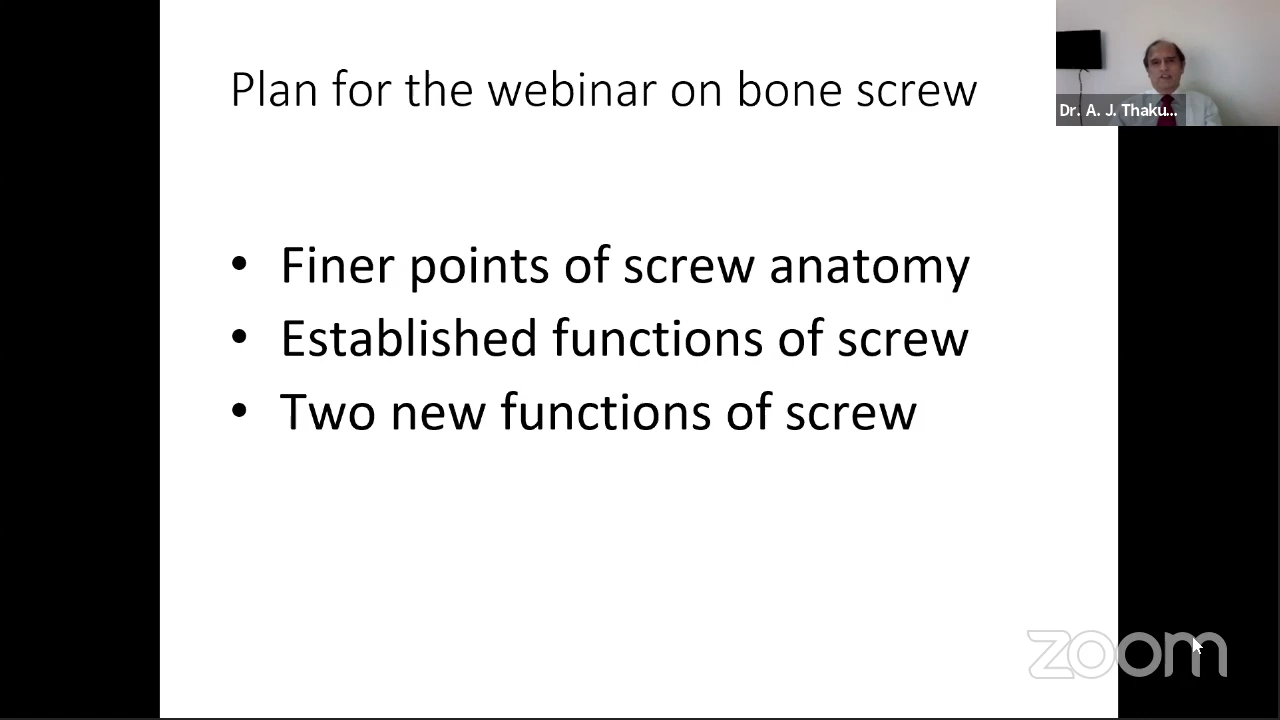 Plan for the webinar on bone screw
Dr. A. J. Thaku...
• Finer points of screw anatomy
• Established functions of screw
• Two new functions of screw
zoom